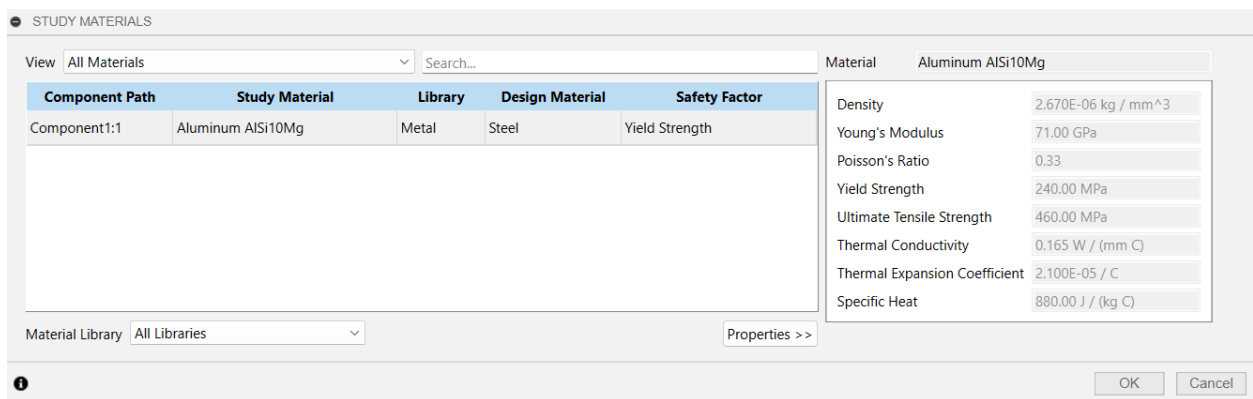 STUDY MATERIALS
View All Materials Search... Material Aluminum AlSi10Mg
Component Path Study Material Library Design Material Safety Factor
Component1:1 Aluminum AlSi10Mg Metal Steel Yield Strength
Density 2.670E-06 kg / mm^3
Young's Modulus 71.00 GPa
Poisson's Ratio 0.33
Yield Strength 240.00 MPa
Ultimate Tensile Strength 460.00 MPa
Thermal Conductivity 0.165 W / (mm C)
Thermal Expansion Coefficient 2.100E-05 / C
Specific Heat 880.00 J / (kg C)
Material Library All Libraries Properties >>
OK Cancel